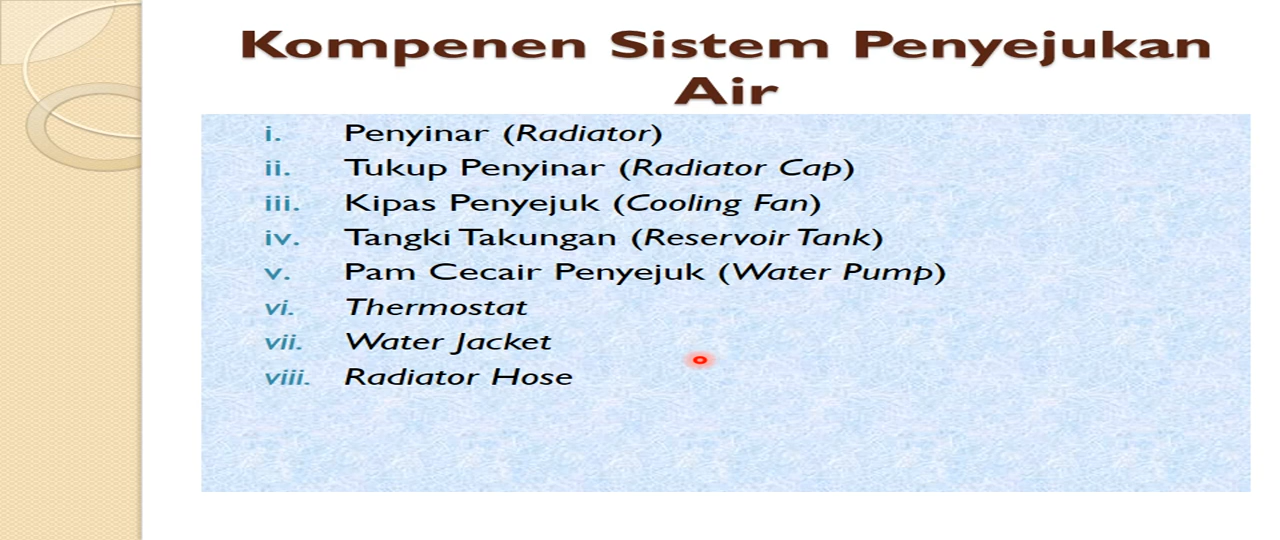 Kompenen Sistem Penyejukan
Air
i. Penyinar (Radiator)
ii. Tukup Penyinar (Radiator Cap)
iii. Kipas Penyejuk (Cooling Fan)
iv. Tangki Takungan (Reservoir Tank)
v. Pam Cecair Penyejuk (Water Pump)
vi. Thermostat
vii. Water Jacket
viii. Radiator Hose